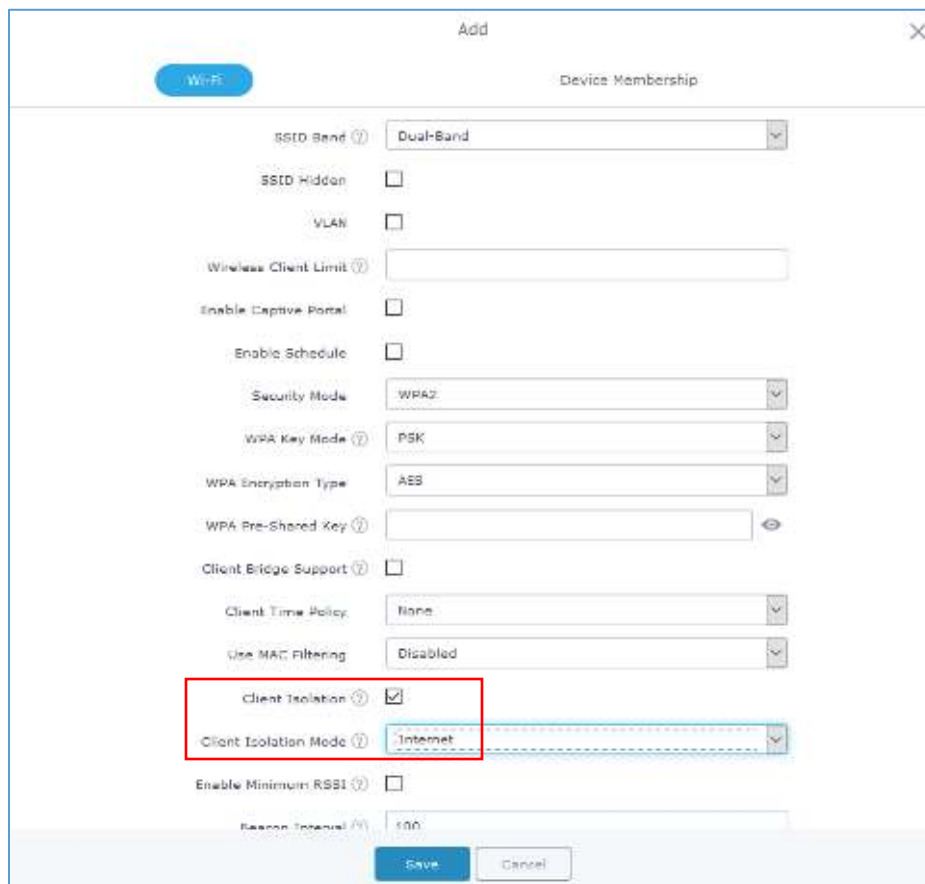 Add
Wi-Fi
Device Membership
SSID Band
Dual-Band
SSID Hidden
VLAN
Wireless Client Limit
Enable Captive Portal
Enable Schedule
Security Mode
WPA2
WPA Key Mode
PSK
WPA Encryption Type
AES
WPA Pre-Shared Key
Client Bridge Support
Client Time Policy
None
Use MAC Filtering
Disabled
Client Isolation
Client Isolation Mode
Internet
Enable Minimum RSSI
Beacon Interval
100
Save
Cancel